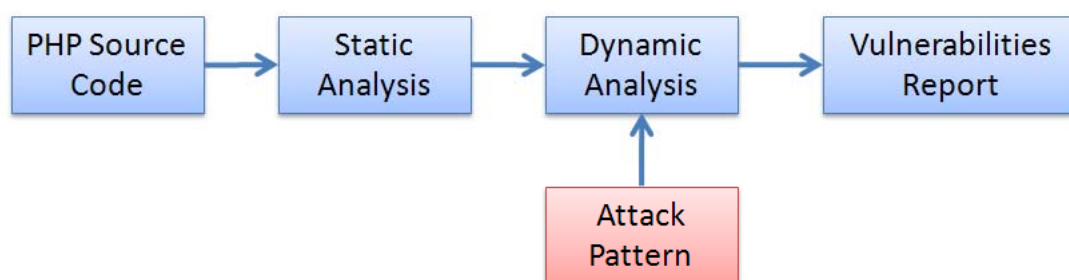 PHP Source
Code
Static
Analysis
Dynamic
Analysis
Vulnerabilities
Report
Attack
Pattern